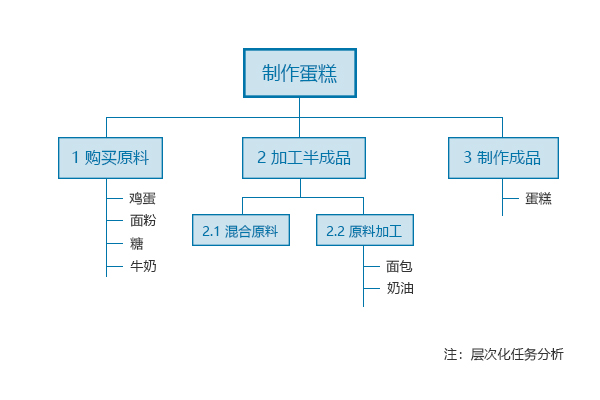 制作蛋糕
1 购买原料
2 加工半成品
3 制作成品
鸡蛋
面粉
糖
牛奶
2.1 混合原料
2.2 原料加工
面包
奶油
蛋糕
注：层次化任务分析